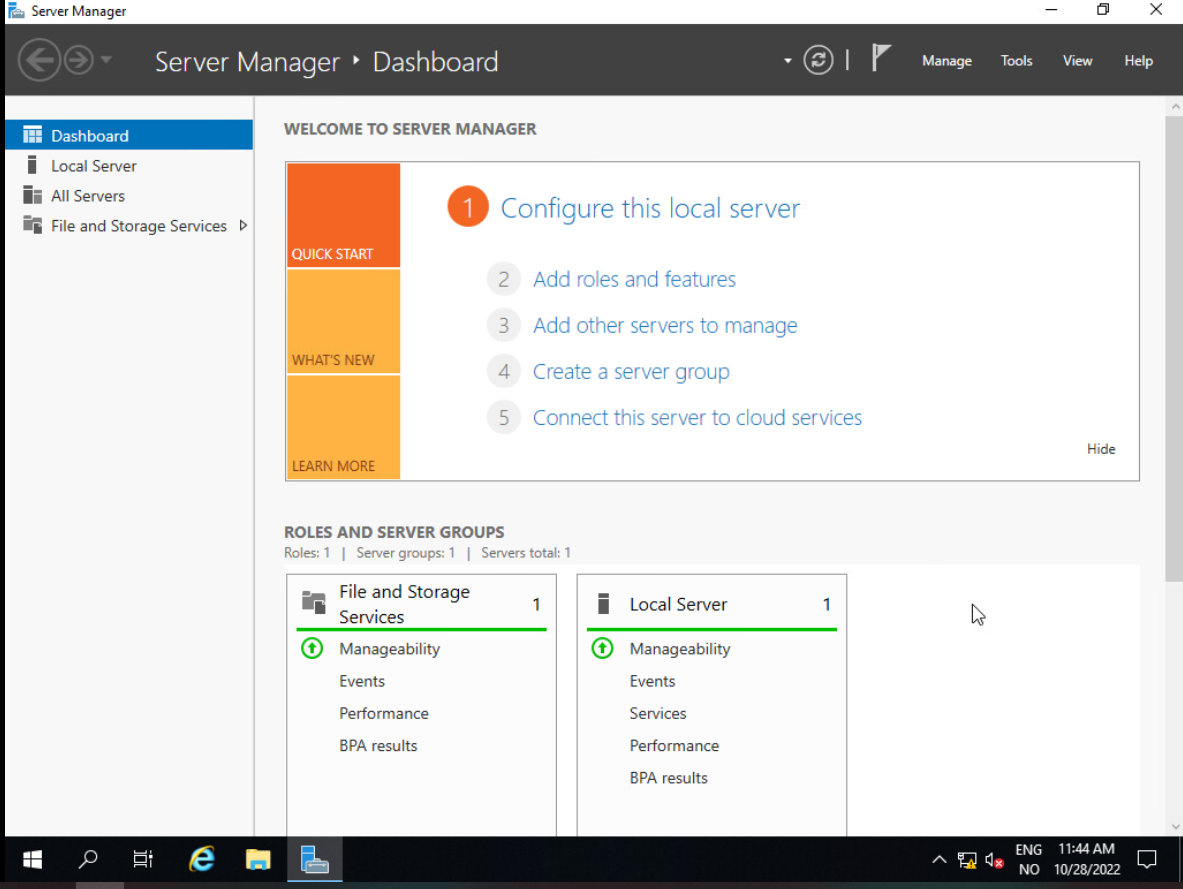 Server Manager
Server Manager ‣ Dashboard
Manage Tools View Help
Dashboard
Local Server
All Servers
File and Storage Services
WELCOME TO SERVER MANAGER
QUICK START
WHAT'S NEW
LEARN MORE
1 Configure this local server
2 Add roles and features
3 Add other servers to manage
4 Create a server group
5 Connect this server to cloud services
Hide
ROLES AND SERVER GROUPS
Roles: 1 | Server groups: 1 | Servers total: 1
File and Storage
Services 1
Manageability
Events
Performance
BPA results
Local Server 1
Manageability
Events
Services
Performance
BPA results
ENG
NO
11:44 AM
10/28/2022